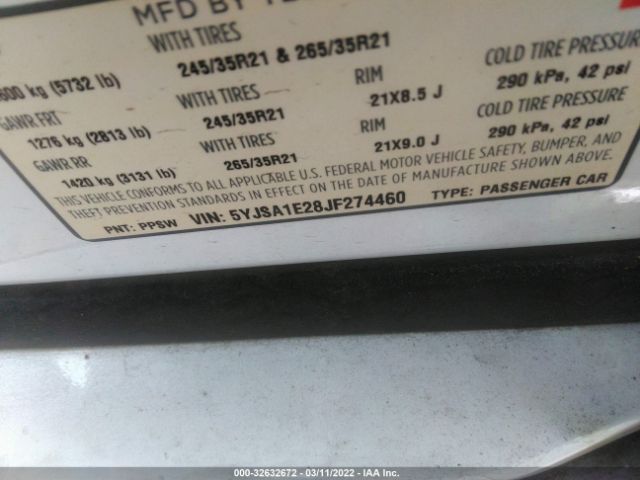 MFD BY
WITH TIRES
245/35R21 & 265/35R21
COLD TIRE PRESSURE
kg (5732 lb)
RIM
290 kPa, 42 psi
GAWR FRT
WITH TIRES
21X8.5 J
1276 kg (2813 lb)
245/35R21
RIM
COLD TIRE PRESSURE
GAWR RR
WITH TIRES
21X9.0 J
290 kPa, 42 psi
1420 kg (3131 lb)
265/35R21
THIS VEHICLE CONFORMS TO ALL APPLICABLE U.S. FEDERAL MOTOR VEHICLE SAFETY, BUMPER, AND
THEFT PREVENTION STANDARDS IN EFFECT ON THE DATE OF MANUFACTURE SHOWN ABOVE.
PNT: PPSW VIN: 5YJSA1E28JF274460 TYPE: PASSENGER CAR
000-32632672 - 03/11/2022 - IAA Inc.